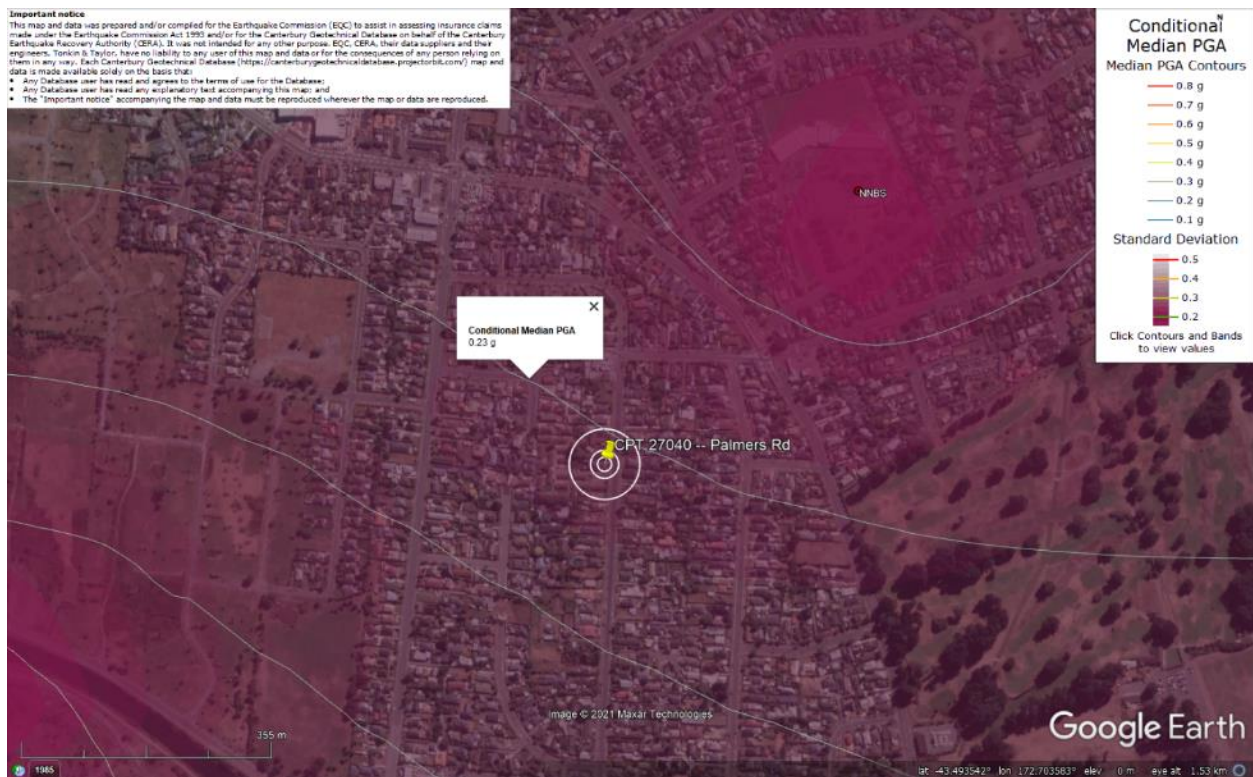 Important notice
This map and data was prepared and/or compiled for the Earthquake Commission (EQC) to assist in assessing insurance claims
made under the Earthquake Commission Act 1993 and/or for the Canterbury Geotechnical Database on behalf of the Canterbury
Earthquake Recovery Authority (CERA). It was not intended for any other purpose. EQC, CERA, their data suppliers and their
engineers, Tonkin & Taylor, have no liability to any user of this map and data or for the consequences of any person relying on
them in any way. Each Canterbury Geotechnical Database (https://canterburygeotechnicaldatabase.projectorbit.com/) map and
data is made available solely on the basis that:
• Any Database user has read and agrees to the terms of use for the Database;
• Any Database user has read any explanatory text accompanying this map; and
• The "Important notice" accompanying the map and data must be reproduced wherever the map or data are reproduced.
N
Conditional
Median PGA
Median PGA Contours
0.8 g
0.7 g
0.6 g
0.5 g
0.4 g
0.3 g
0.2 g
0.1 g
Standard Deviation
0.5
0.4
0.3
0.2
Click Contours and Bands
to view values
NNBS
Conditional Median PGA
0.23 g
CPT 27040 -- Palmers Rd
Image © 2021 Maxar Technologies
355 m
Google Earth
1985
lat -43.493542° lon 172.703583° elev 0 m eye alt 1.53 km